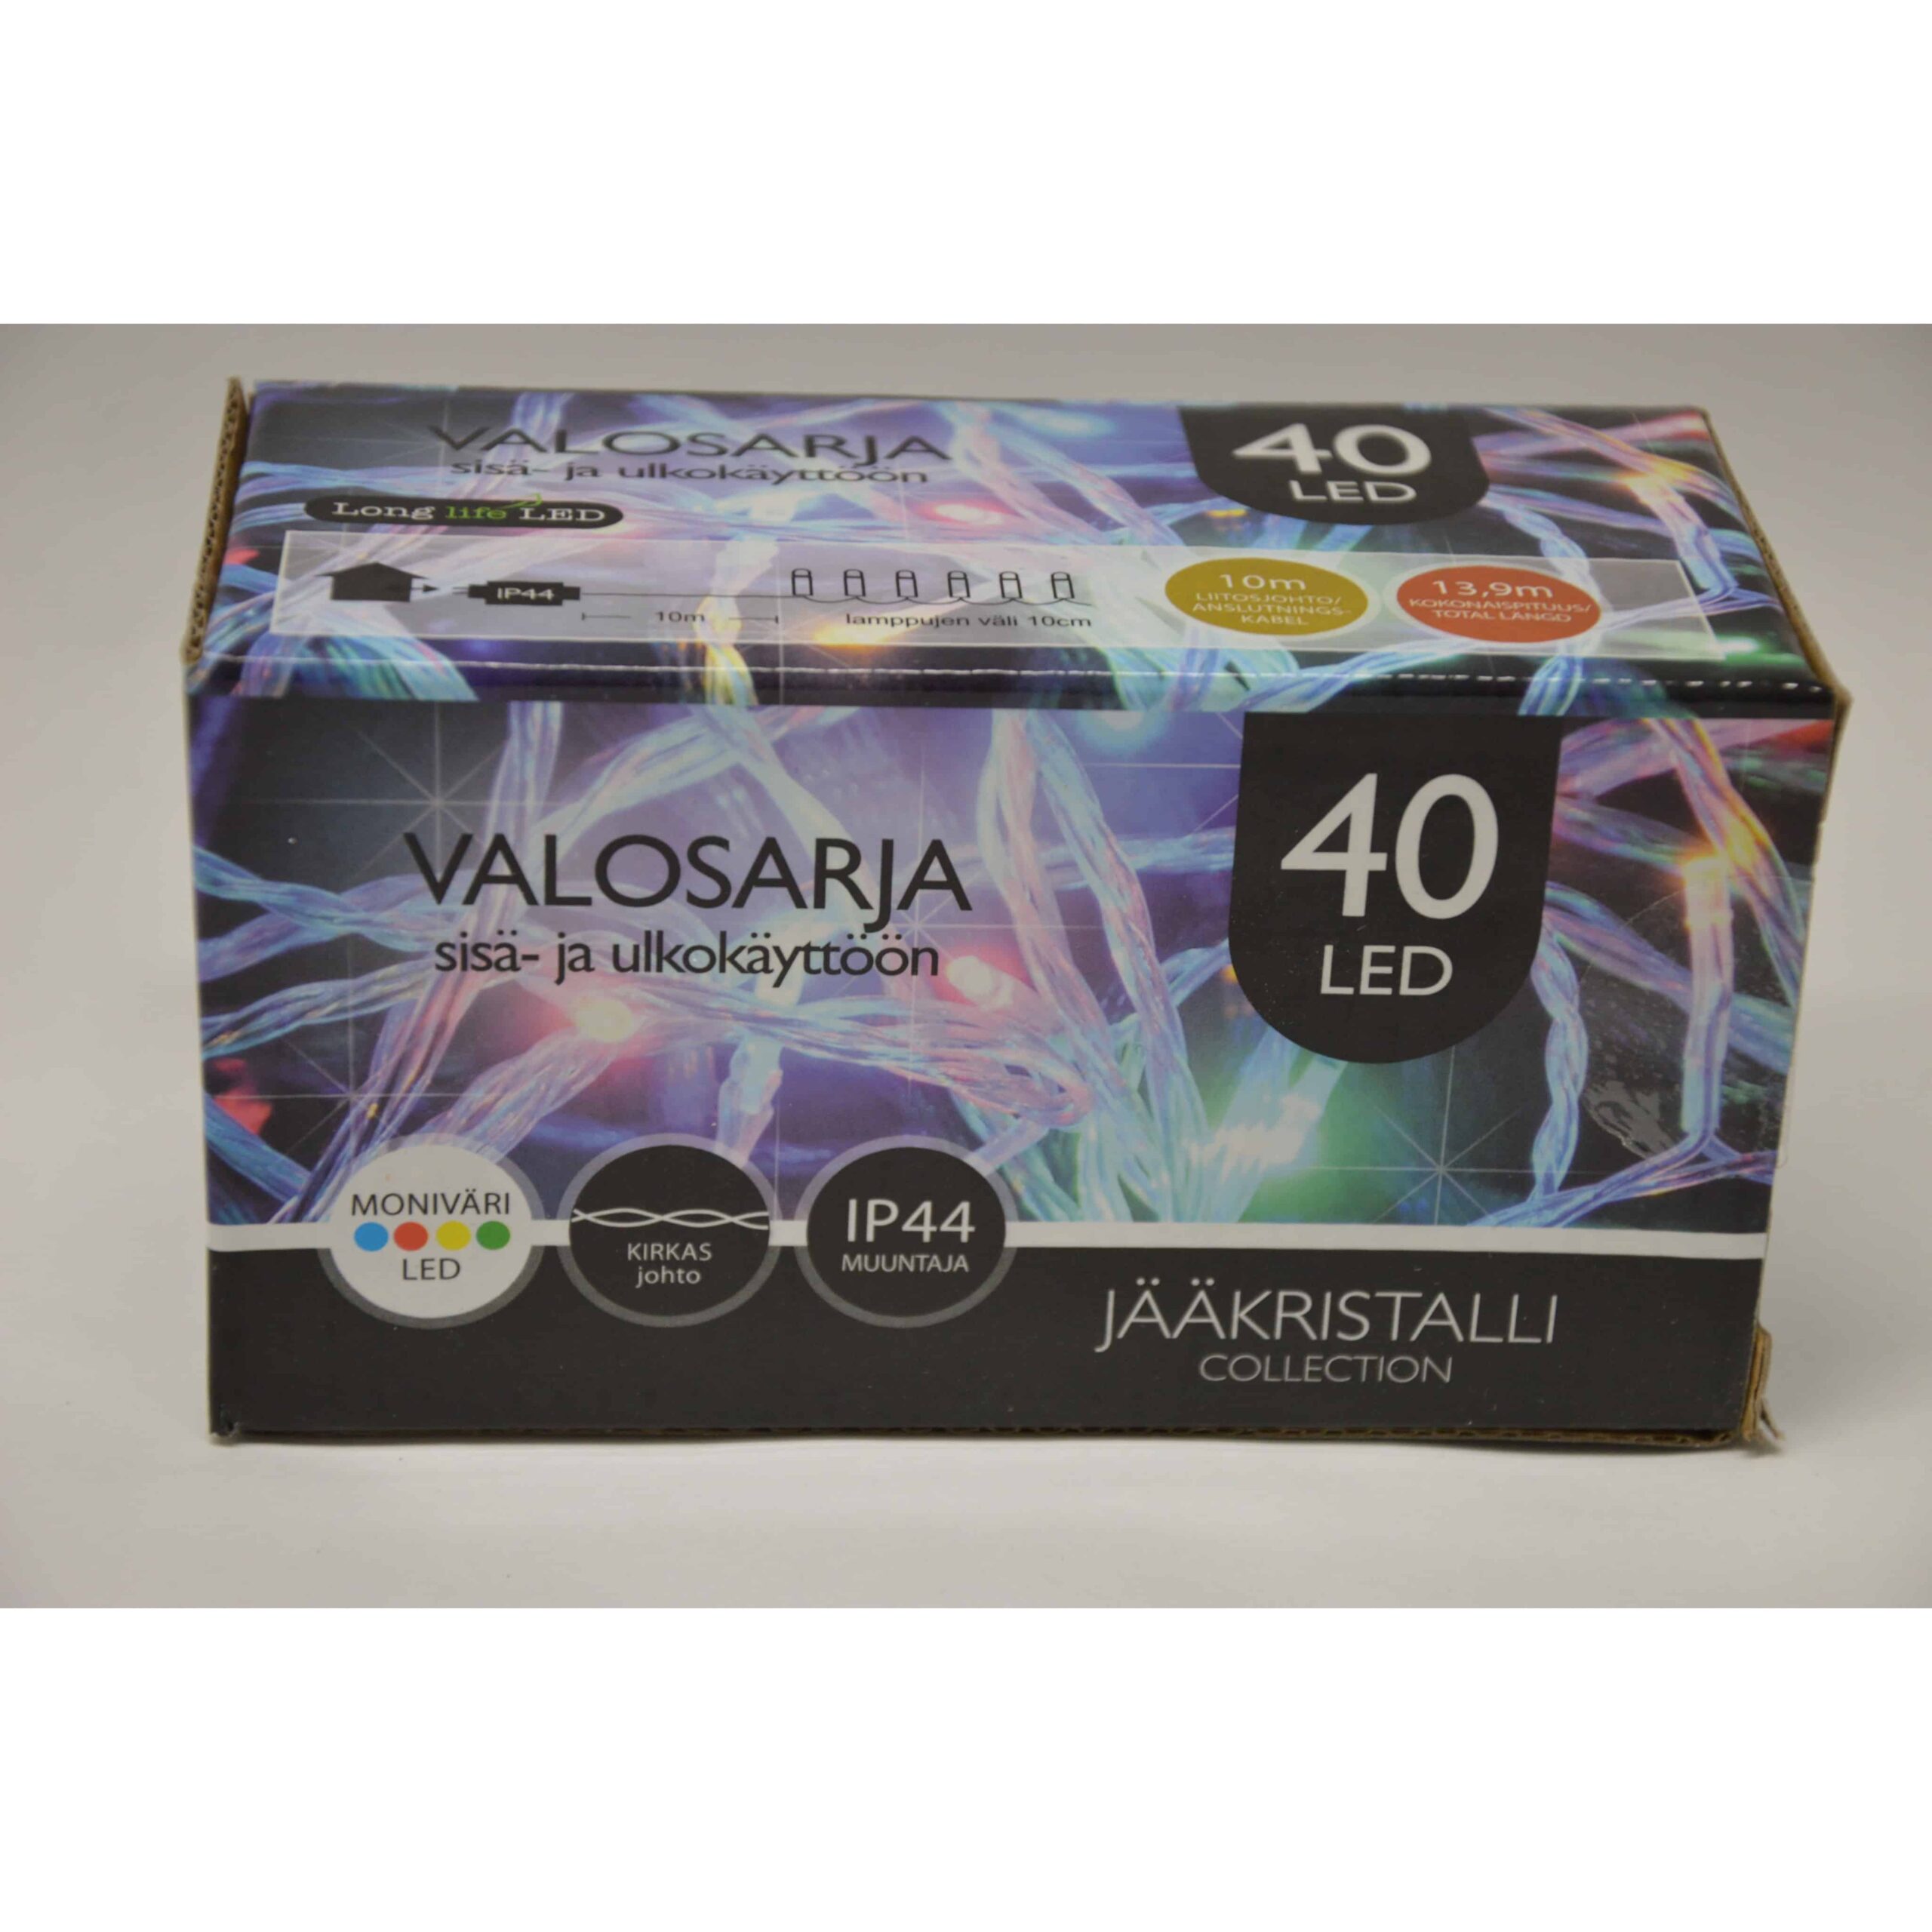 VALOSARJA
sisä- ja ulkokäyttöön
40
LED
Long life LED
IP44
10m
lamppujen väli 10cm
10m
LIITOSJOHTO/
ANSLUTNINGS-
KABEL
13,9m
KOKONAISPITUUS/
TOTAL LÄNGD
VALOSARJA
sisä- ja ulkokäyttöön
40
LED
MONIVÄRI
LED
KIRKAS
johto
IP44
MUUNTAJA
JÄÄKRISTALLI
COLLECTION